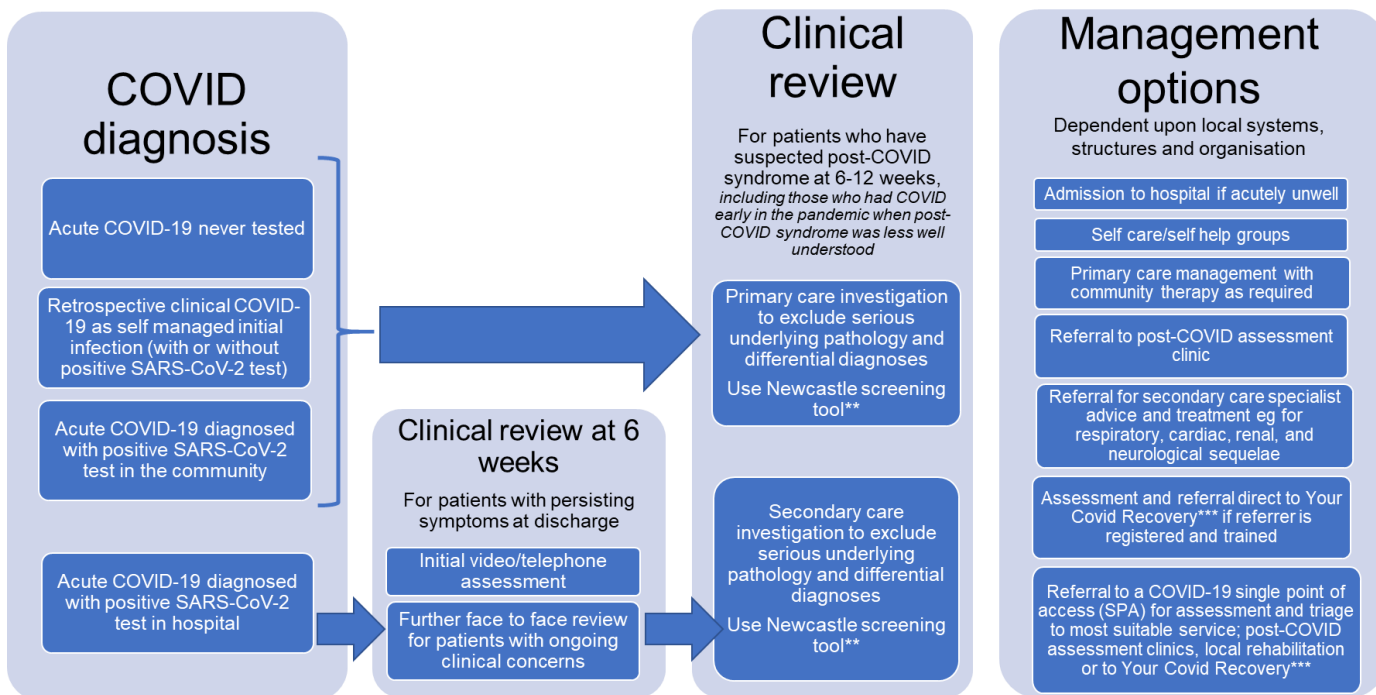 COVID
diagnosis
Acute COVID-19 never tested
Retrospective clinical COVID-
19 as self managed initial
infection (with or without
positive SARS-CoV-2 test)
Acute COVID-19 diagnosed
with positive SARS-CoV-2
test in the community
Acute COVID-19 diagnosed
with positive SARS-CoV-2
test in hospital
Clinical review at 6
weeks
For patients with persisting
symptoms at discharge
Initial video/telephone
assessment
Further face to face review
for patients with ongoing
clinical concerns
Clinical
review
For patients who have
suspected post-COVID
syndrome at 6-12 weeks,
including those who had COVID
early in the pandemic when post-
COVID syndrome was less well
understood
Primary care investigation
to exclude serious
underlying pathology and
differential diagnoses
Use Newcastle screening
tool**
Secondary care
investigation to exclude
serious underlying
pathology and differential
diagnoses
Use Newcastle screening
tool**
Management
options
Dependent upon local systems,
structures and organisation
Admission to hospital if acutely unwell
Self care/self help groups
Primary care management with
community therapy as required
Referral to post-COVID assessment
clinic
Referral for secondary care specialist
advice and treatment eg for
respiratory, cardiac, renal, and
neurological sequelae
Assessment and referral direct to Your
Covid Recovery*** if referrer is
registered and trained
Referral to a COVID-19 single point of
access (SPA) for assessment and triage
to most suitable service; post-COVID
assessment clinics, local rehabilitation
or to Your Covid Recovery***